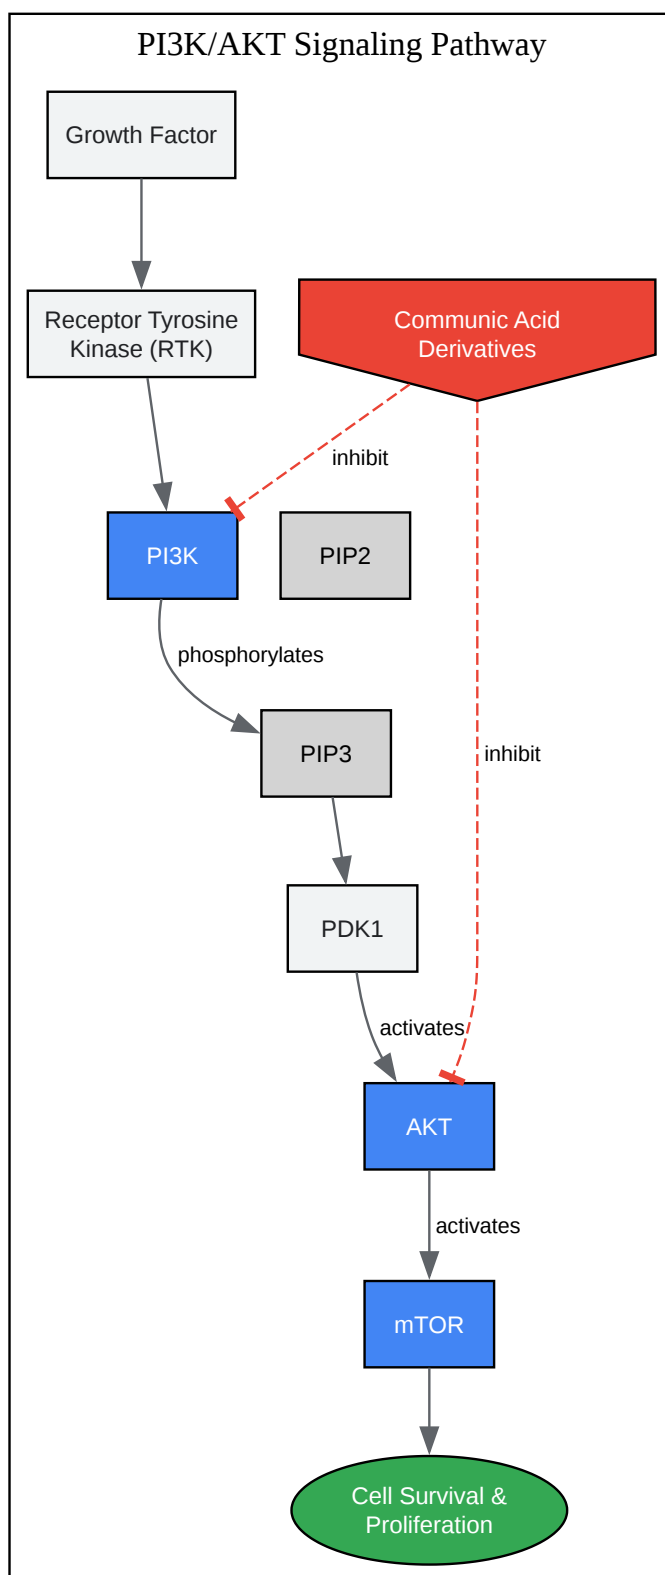 PI3K/AKT Signaling Pathway
Growth Factor
Receptor Tyrosine
Kinase (RTK)
Communic Acid
Derivatives
inhibit
PI3K
PIP2
phosphorylates
PIP3
inhibit
PDK1
activates
AKT
activates
mTOR
Cell Survival &
Proliferation